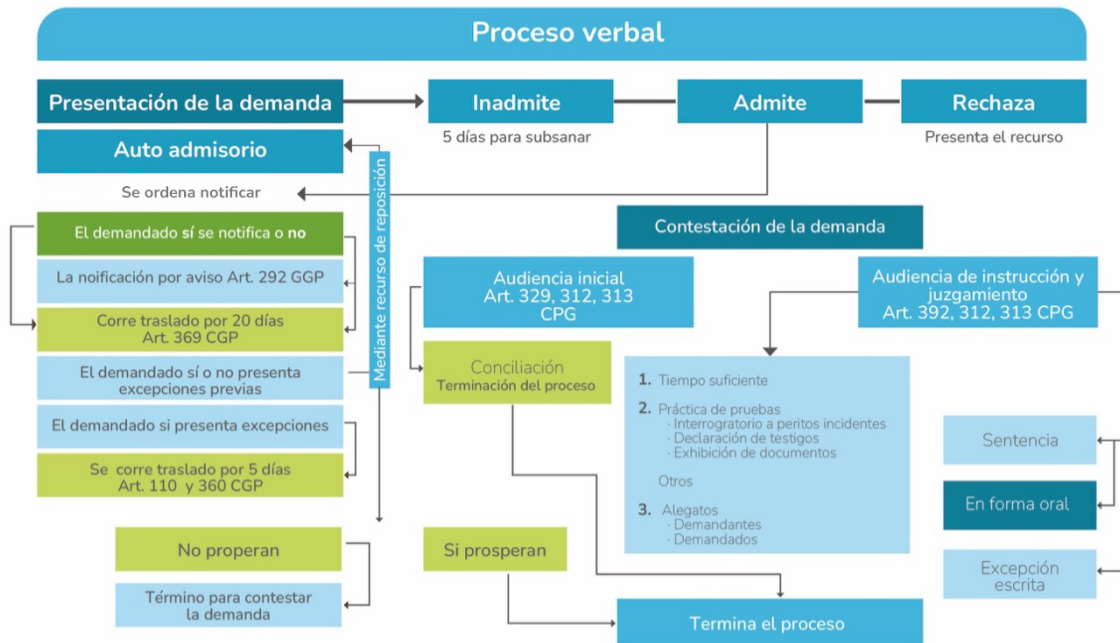 Proceso verbal
Presentación de la demanda
Inadmite
Admite
Rechaza
5 días para subsanar
Presenta el recurso
Auto admisorio
Se ordena notificar
Mediante recurso de reposición
El demandado sí se notifica o no
La noificación por aviso Art. 292 GGP
Corre traslado por 20 días
Art. 369 CGP
El demandado sí o no presenta
excepciones previas
El demandado si presenta excepciones
Se corre traslado por 5 días
Art. 110 y 360 CGP
No properan
Término para contestar
la demanda
Contestación de la demanda
Audiencia inicial
Art. 329, 312, 313
CPG
Conciliación
Terminación del proceso
Si prosperan
Audiencia de instrucción y
juzgamiento
Art. 392, 312, 313 CPG
1. Tiempo suficiente
2. Práctica de pruebas
· Interrogratorio a peritos incidentes
· Declaración de testigos
· Exhibición de documentos
Otros
3. Alegatos
· Demandantes
· Demandados
Sentencia
En forma oral
Excepción
escrita
Termina el proceso